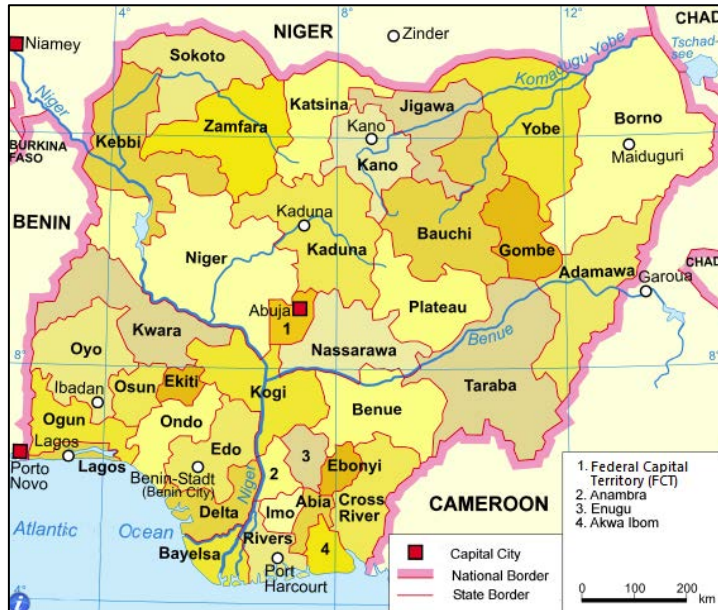 4°
8°
12°
NIGER
CHAD
Zinder
Niamey
Tschad-
see
Sokoto
Komadugu Yobe
Katsina
Jigawa
Niger
Borno
Kano
Yobe
Zamfara
Kebbi
BURKINA
FASO
Kano
Maiduguri
BENIN
Kaduna
Bauchi
Gombe
Niger
Kaduna
CHAD
Adamawa
Garoua
Abuja
Plateau
1
Kwara
Benue
Nassarawa
8°
8°
Oyo
Taraba
Ibadan
Osun
Ekiti
Kogi
Benue
Ogun
Ondo
Lagos
Lagos
Edo
3
Ebonyi
Porto
Novo
Benin-Stadt
(Benin City)
Niger
2
Cross
River
Abia
Delta
Imo
CAMEROON
Atlantic Ocean
Bayelsa
Rivers
4
Port
Harcourt
4°
4°
8°
12°
i
1. Federal Capital
Territory (FCT)
2. Anambra
3. Enugu
4. Akwa Ibom
Capital City
National Border
State Border
0 100 200
km